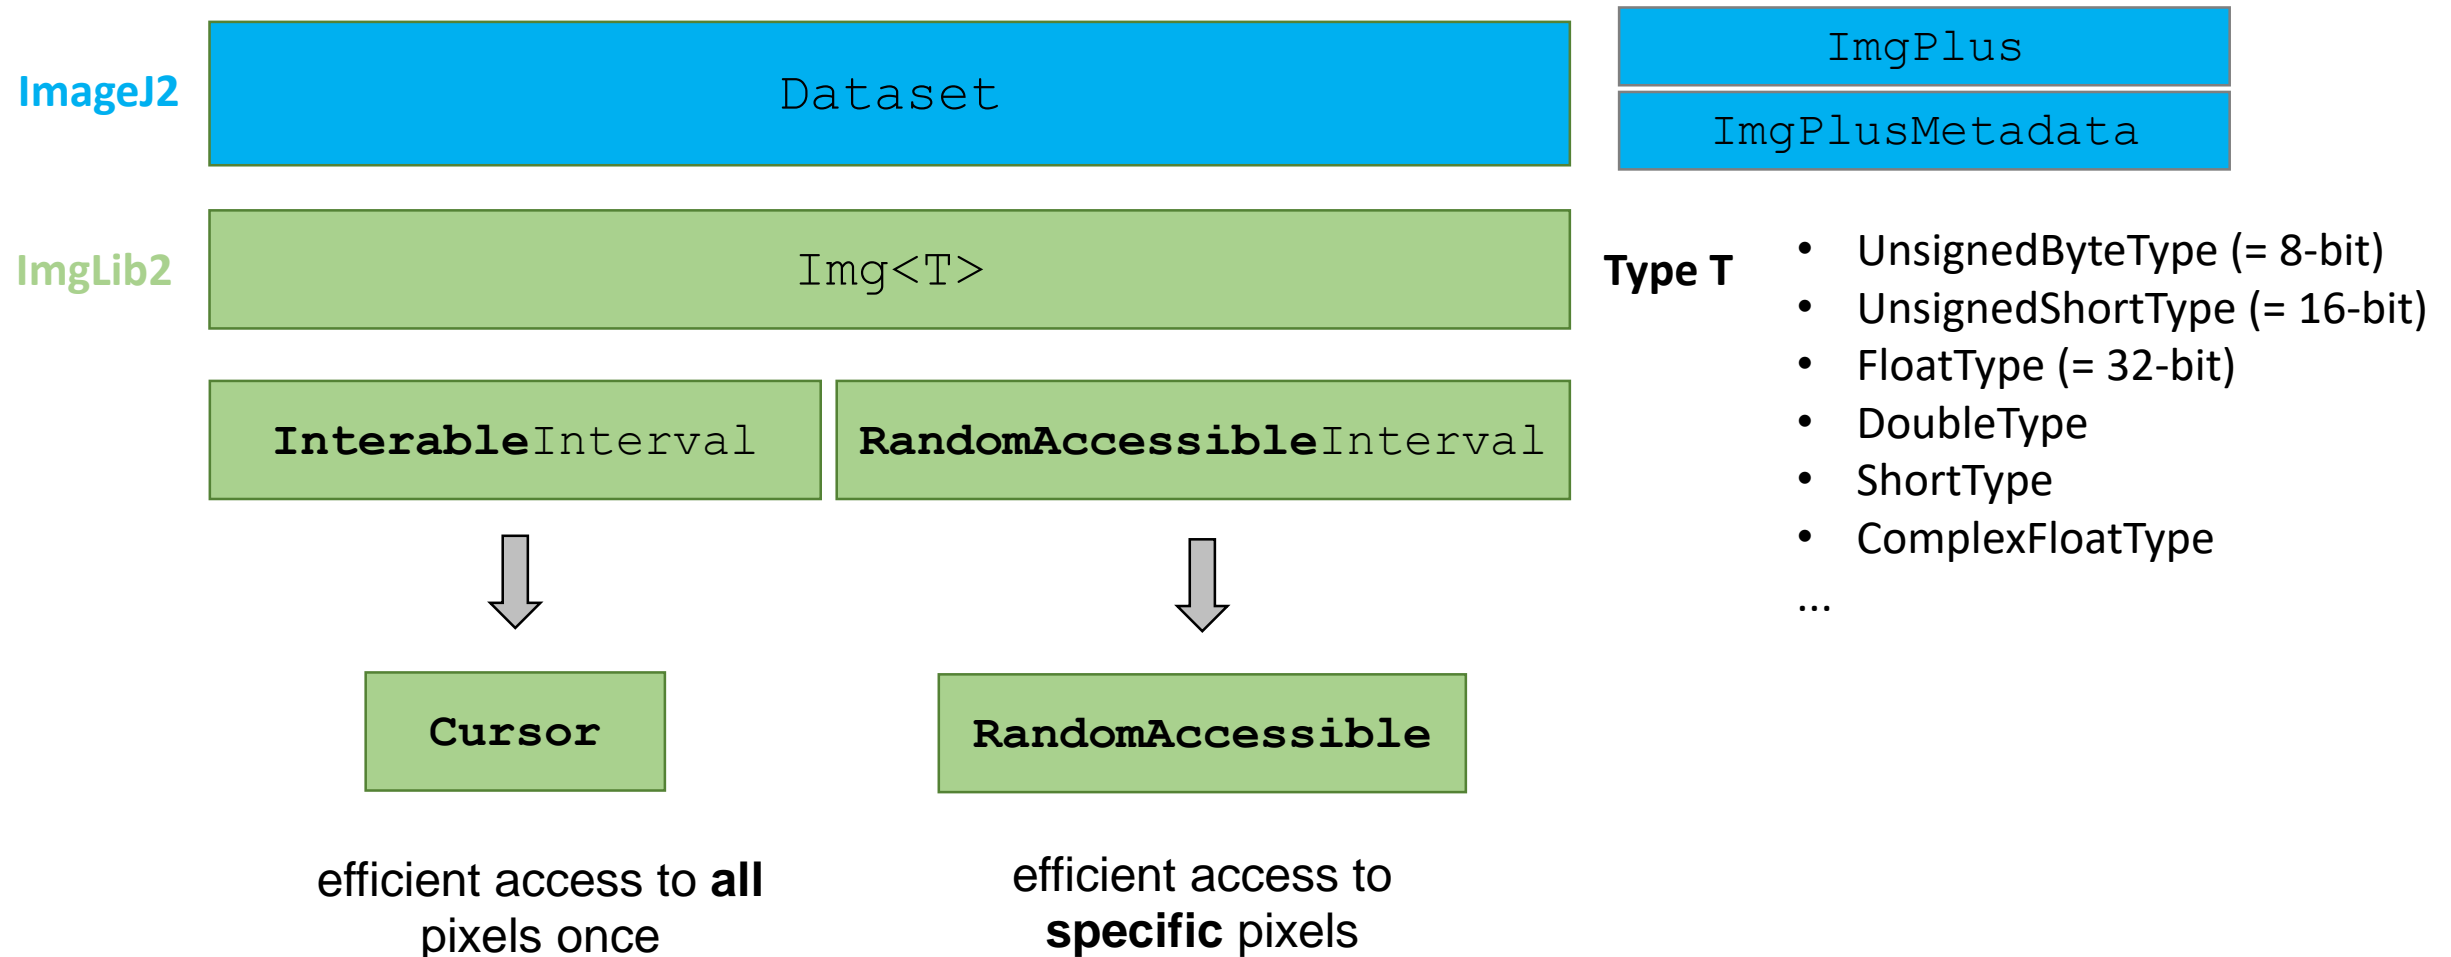 ImageJ2
Dataset
ImgPlus
ImgPlusMetadata
ImgLib2
Img<T>
Type T
• UnsignedByteType (= 8-bit)
• UnsignedShortType (= 16-bit)
• FloatType (= 32-bit)
• DoubleType
• ShortType
• ComplexFloatType
...
InterableInterval
RandomAccessibleInterval
Cursor
RandomAccessible
efficient access to all
pixels once
efficient access to
specific pixels